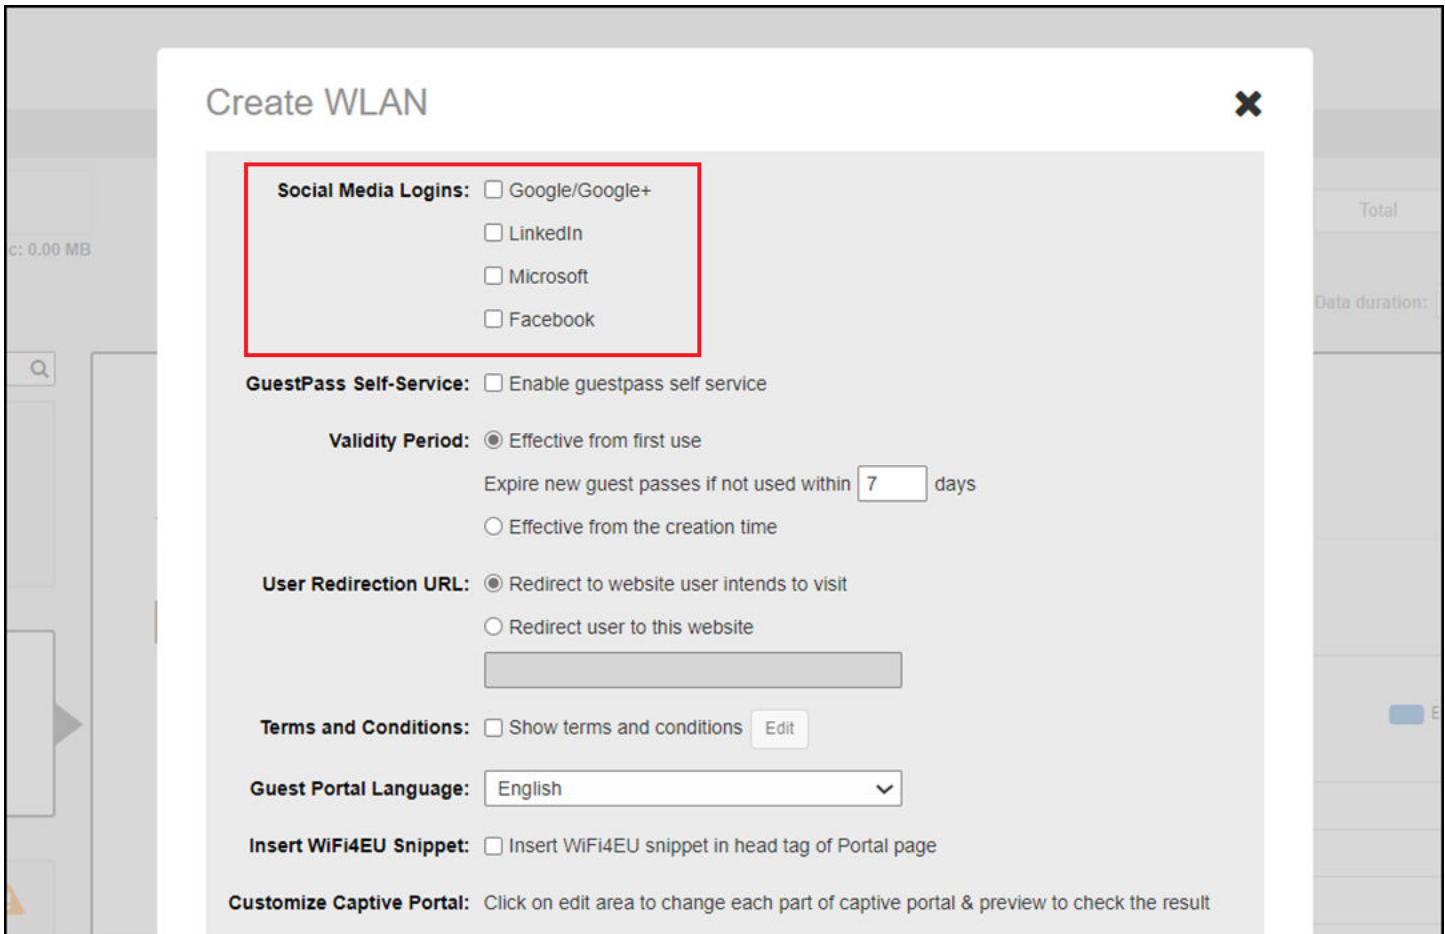 Create WLAN
Social Media Logins: Google/Google+
LinkedIn
Microsoft
Facebook
Total
c: 0.00 MB
Data duration:
GuestPass Self-Service: Enable guestpass self service
Validity Period: Effective from first use
Expire new guest passes if not used within 7 days
Effective from the creation time
User Redirection URL: Redirect to website user intends to visit
Redirect user to this website
E
Terms and Conditions: Show terms and conditions Edit
Guest Portal Language: English
Insert WiFi4EU Snippet: Insert WiFi4EU snippet in head tag of Portal page
Customize Captive Portal: Click on edit area to change each part of captive portal & preview to check the result